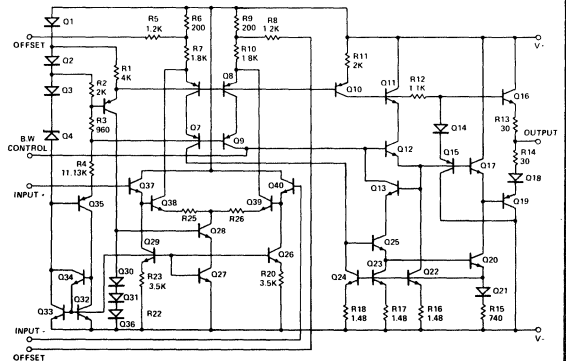 Q1
R5
1.2K
R6
200
R9
200
R8
1.2K
OFFSET
V-
R7
1.8K
R10
1.8K
R11
2K
Q2
R1
4K
Q8
Q10
Q11
R12
1.1K
Q16
Q3
R2
2K
R13
30
Q4
R3
960
Q7
Q9
Q12
Q14
OUTPUT
B.W
CONTROL
R14
30
R4
11.13K
Q15
Q17
Q18
INPUT -
Q37
Q40
Q13
Q35
Q38
Q39
Q19
R25
R26
Q28
Q25
Q29
Q26
Q34
Q30
Q27
Q24
Q23
Q22
Q20
R23
3.5K
R20
3.5K
Q21
Q33
Q32
Q31
R22
Q36
R18
1.48
R17
1.48
R16
1.48
R15
740
INPUT -
V-
OFFSET